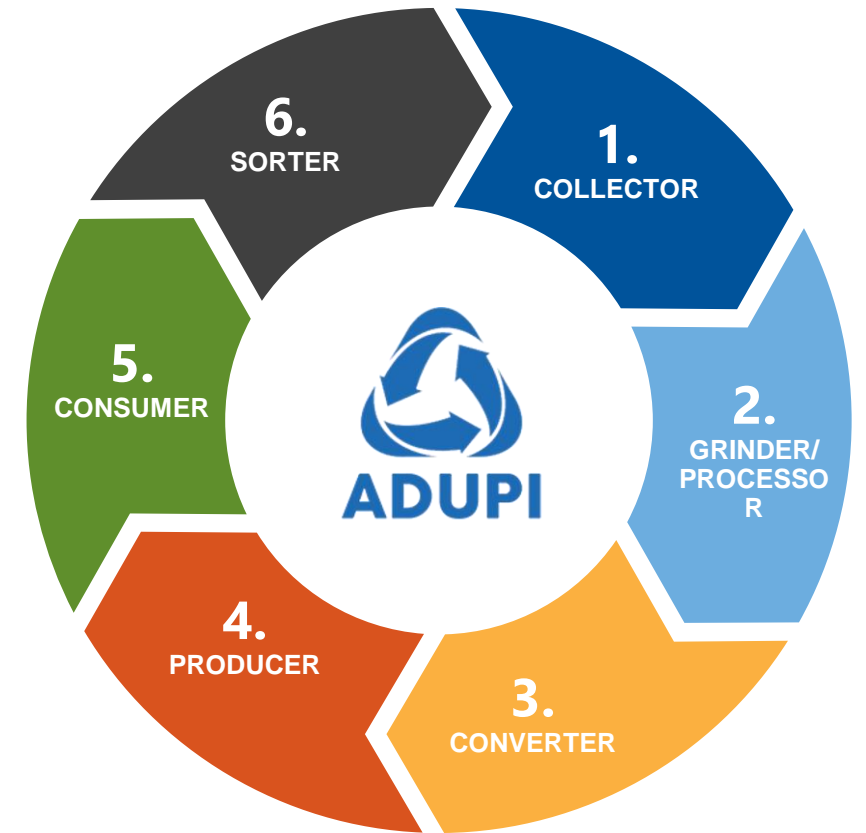 1.
COLLECTOR
2.
GRINDER/
PROCESSO
R
3.
CONVERTER
4.
PRODUCER
5.
CONSUMER
6.
SORTER
ADUPI